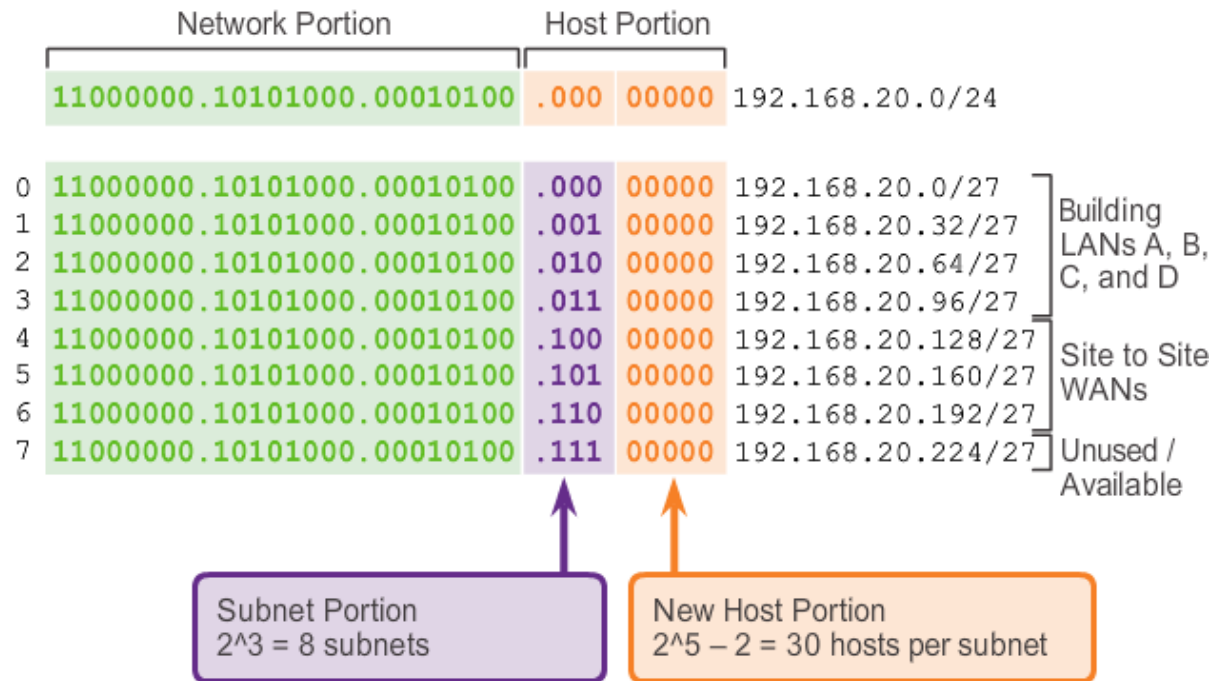 Network Portion Host Portion
11000000.10101000.00010100 .000 00000 192.168.20.0/24
0 11000000.10101000.00010100 .000 00000 192.168.20.0/27
1 11000000.10101000.00010100 .001 00000 192.168.20.32/27
2 11000000.10101000.00010100 .010 00000 192.168.20.64/27
3 11000000.10101000.00010100 .011 00000 192.168.20.96/27
Building
LANs A, B,
C, and D
4 11000000.10101000.00010100 .100 00000 192.168.20.128/27
5 11000000.10101000.00010100 .101 00000 192.168.20.160/27
6 11000000.10101000.00010100 .110 00000 192.168.20.192/27
Site to Site
WANs
7 11000000.10101000.00010100 .111 00000 192.168.20.224/27
Unused /
Available
Subnet Portion
2^3 = 8 subnets
New Host Portion
2^5 – 2 = 30 hosts per subnet